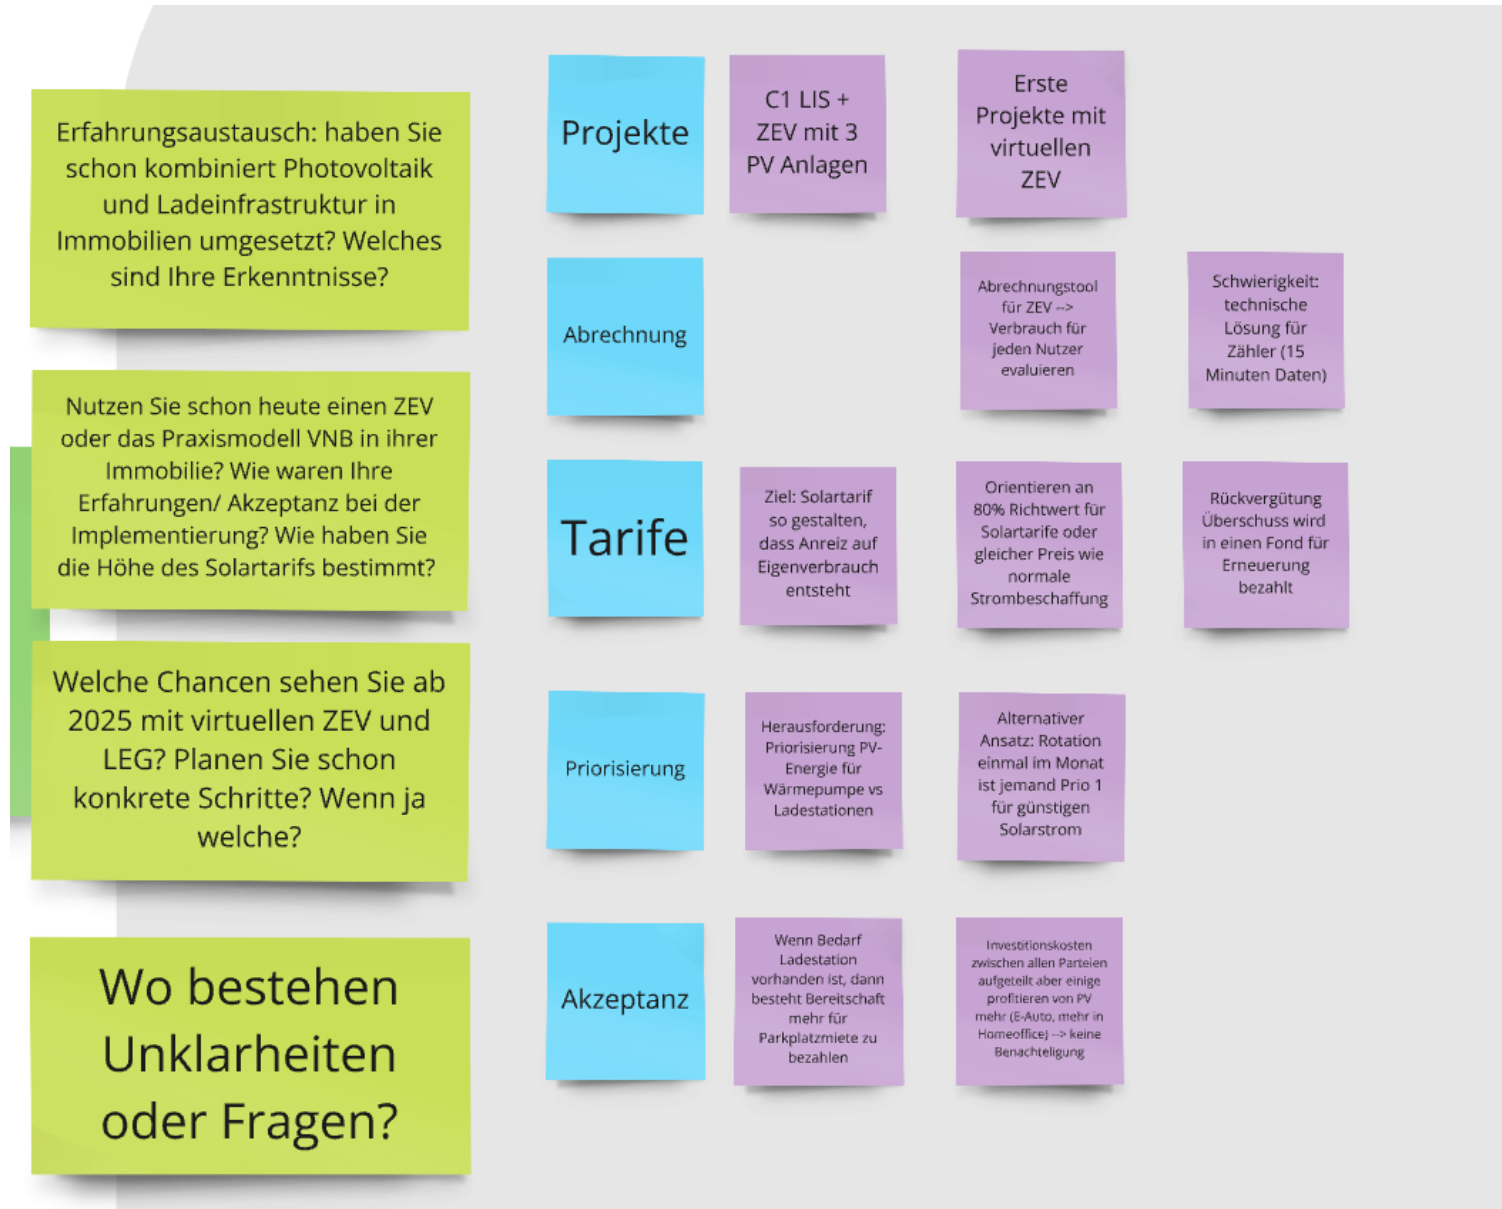 Erfahrungsaustausch: haben Sie
schon kombiniert Photovoltaik
und Ladeinfrastruktur in
Immobilien umgesetzt? Welches
sind Ihre Erkenntnisse?
Nutzen Sie schon heute einen ZEV
oder das Praxismodell VNB in ihrer
Immobilie? Wie waren Ihre
Erfahrungen/ Akzeptanz bei der
Implementierung? Wie haben Sie
die Höhe des Solartarifs bestimmt?
Welche Chancen sehen Sie ab
2025 mit virtuellen ZEV und
LEG? Planen Sie schon
konkrete Schritte? Wenn ja
welche?
Wo bestehen
Unklarheiten
oder Fragen?
Projekte
C1 LIS +
ZEV mit 3
PV Anlagen
Erste
Projekte mit
virtuellen
ZEV
Abrechnung
Abrechnungstool
für ZEV -->
Verbrauch für
jeden Nutzer
evaluieren
Schwierigkeit:
technische
Lösung für
Zähler (15
Minuten Daten)
Tarife
Ziel: Solartarif
so gestalten,
dass Anreiz auf
Eigenverbrauch
entsteht
Orientieren an
80% Richtwert für
Solartarife oder
gleicher Preis wie
normale
Strombeschaffung
Rückvergütung
Überschuss wird
in einen Fond für
Erneuerung
bezahlt
Priorisierung
Herausforderung:
Priorisierung PV-
Energie für
Wärmepumpe vs
Ladestationen
Alternativer
Ansatz: Rotation
einmal im Monat
ist jemand Prio 1
für günstigen
Solarstrom
Akzeptanz
Wenn Bedarf
Ladestation
vorhanden ist, dann
besteht Bereitschaft
mehr für
Parkplatzmiete zu
bezahlen
Investitionskosten
zwischen allen Parteien
aufgeteilt aber einige
profitieren von PV
mehr (E-Auto, mehr in
Homeoffice) --> keine
Benachteligung